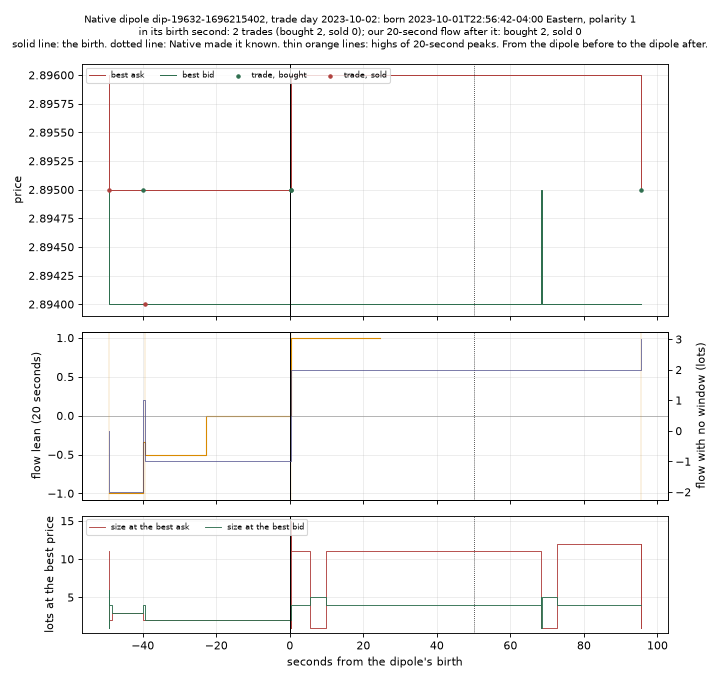 Native dipole dip-19632-1696215402, trade day 2023-10-02: born 2023-10-01T22:56:42-04:00 Eastern, polarity 1
in its birth second: 2 trades (bought 2, sold 0); our 20-second flow after it: bought 2, sold 0
solid line: the birth. dotted line: Native made it known. thin orange lines: highs of 20-second peaks. From the dipole before to the dipole after.
best ask best bid trade, bought trade, sold
2.89600
2.89575
2.89550
2.89525
2.89500
2.89475
2.89450
2.89425
2.89400
price
1.0
0.5
0.0
−0.5
−1.0
flow lean (20 seconds)
3
2
1
0
−1
−2
flow with no window (lots)
size at the best ask size at the best bid
15
10
5
lots at the best price
−40 −20 0 20 40 60 80 100
seconds from the dipole's birth